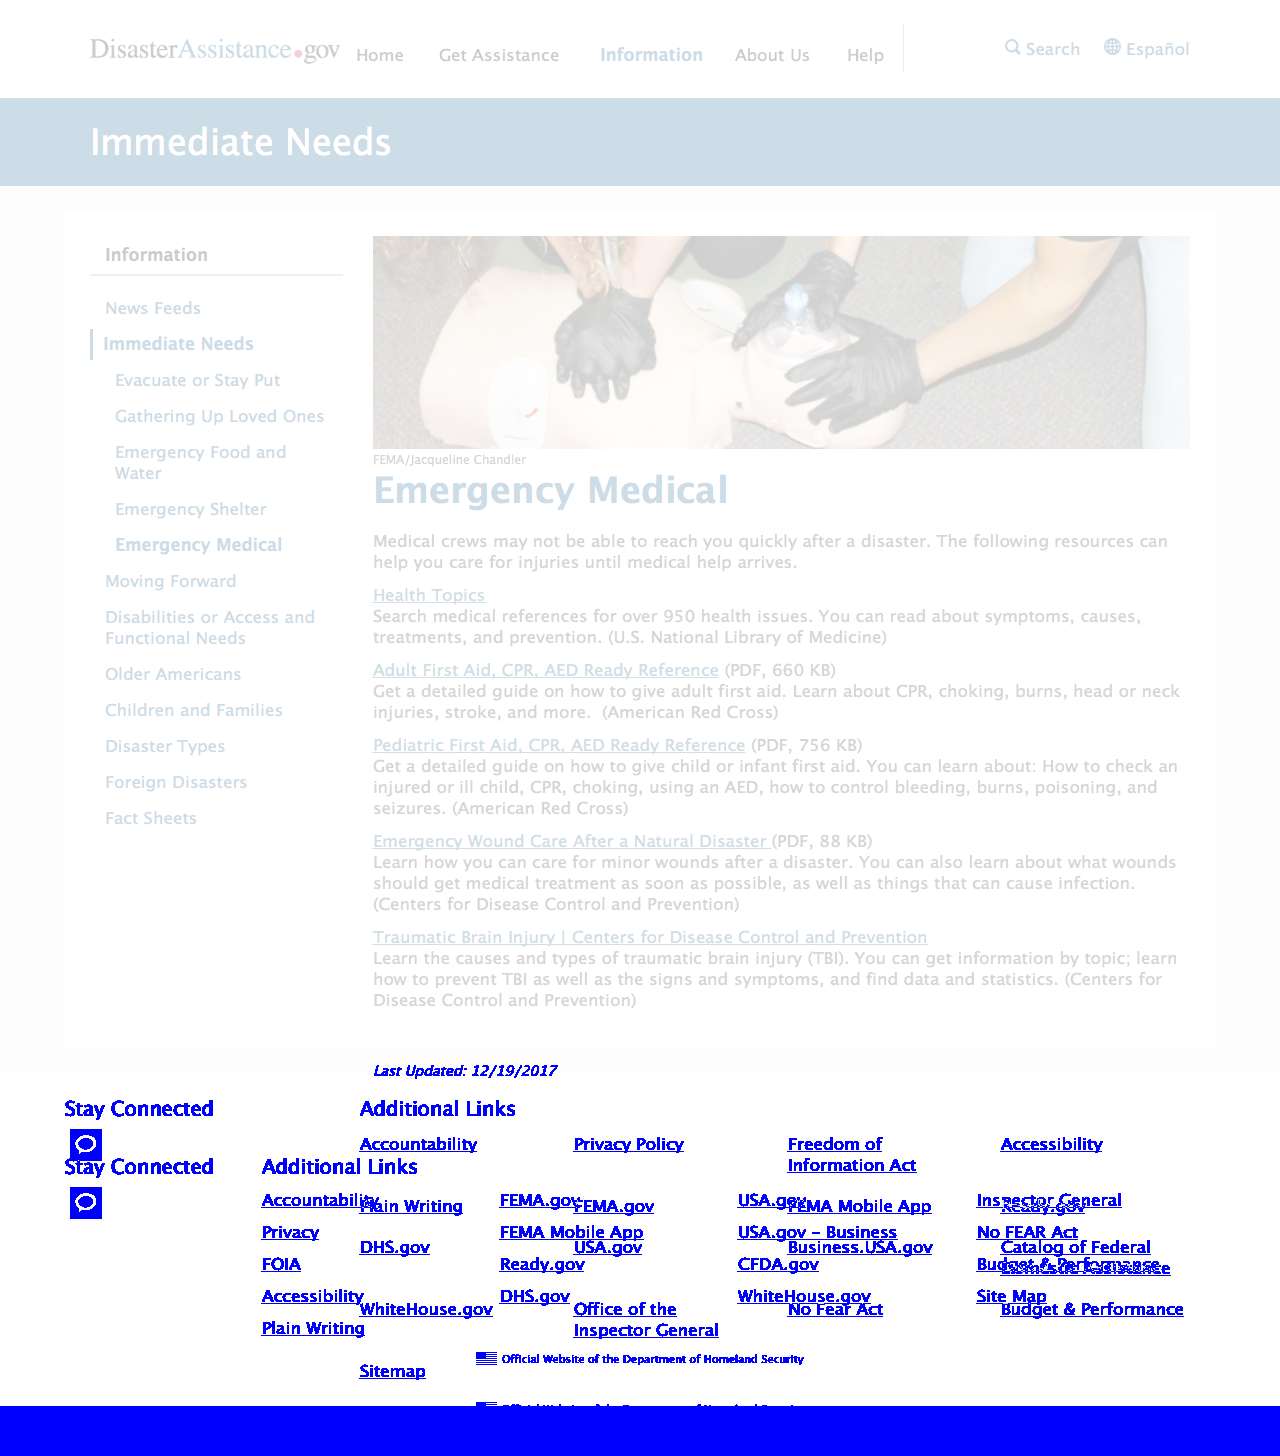 DisasterAssistance.gov Home Get Assistance Information About Us Help Search Español
Immediate Needs
Information
News Feeds
Immediate Needs
Evacuate or Stay Put
Gathering Up Loved Ones
Emergency Food and
Water
Emergency Shelter
Emergency Medical
Moving Forward
Disabilities or Access and
Functional Needs
Older Americans
Children and Families
Disaster Types
Foreign Disasters
Fact Sheets
FEMA/Jacqueline Chandler
Emergency Medical
Medical crews may not be able to reach you quickly after a disaster. The following resources can
help you care for injuries until medical help arrives.
Health Topics
Search medical references for over 950 health issues. You can read about symptoms, causes,
treatments, and prevention. (U.S. National Library of Medicine)
Adult First Aid, CPR, AED Ready Reference (PDF, 660 KB)
Get a detailed guide on how to give adult first aid. Learn about CPR, choking, burns, head or neck
injuries, stroke, and more. (American Red Cross)
Pediatric First Aid, CPR, AED Ready Reference (PDF, 756 KB)
Get a detailed guide on how to give child or infant first aid. You can learn about: How to check an
injured or ill child, CPR, choking, using an AED, how to control bleeding, burns, poisoning, and
seizures. (American Red Cross)
Emergency Wound Care After a Natural Disaster (PDF, 88 KB)
Learn how you can care for minor wounds after a disaster. You can also learn about what wounds
should get medical treatment as soon as possible, as well as things that can cause infection.
(Centers for Disease Control and Prevention)
Traumatic Brain Injury | Centers for Disease Control and Prevention
Learn the causes and types of traumatic brain injury (TBI). You can get information by topic; learn
how to prevent TBI as well as the signs and symptoms, and find data and statistics. (Centers for
Disease Control and Prevention)
Last Updated: 12/19/2017
Stay Connected Additional Links
Accountability Privacy Policy Freedom of Accessibility
Information Act
Stay Connected Additional Links
Accountability FEMA.gov USA.gov Inspector General
Plain Writing FEMA.gov FEMA Mobile App Ready.gov
Privacy FEMA Mobile App USA.gov – Business No FEAR Act
DHS.gov USA.gov Business.USA.gov Catalog of Federal
FOIA Ready.gov CFDA.gov Budget & Performance
Domestic Assistance
Accessibility DHS.gov WhiteHouse.gov Site Map
WhiteHouse.gov Office of the No Fear Act Budget & Performance
Plain Writing Inspector General
Official Website of the Department of Homeland Security
Sitemap